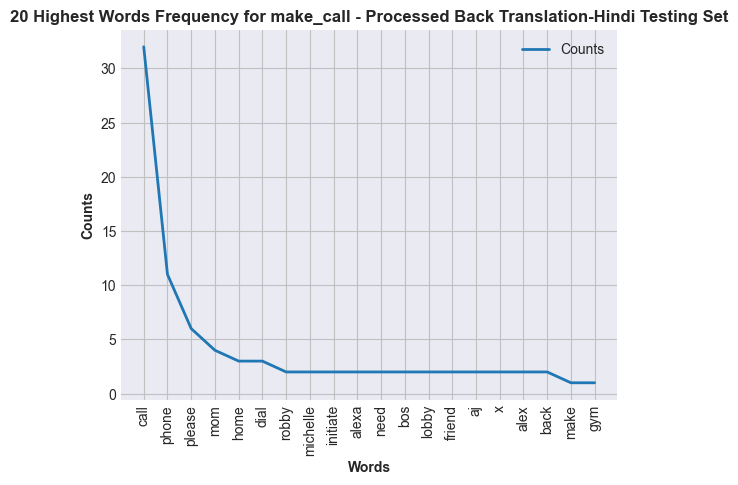 20 Highest Words Frequency for make_call - Processed Back Translation-Hindi Testing Set
Counts
30
25
20
15
10
5
0
Counts
call
phone
please
mom
home
dial
robby
michelle
initiate
alexa
need
bos
lobby
friend
aj
x
alex
back
make
gym
Words